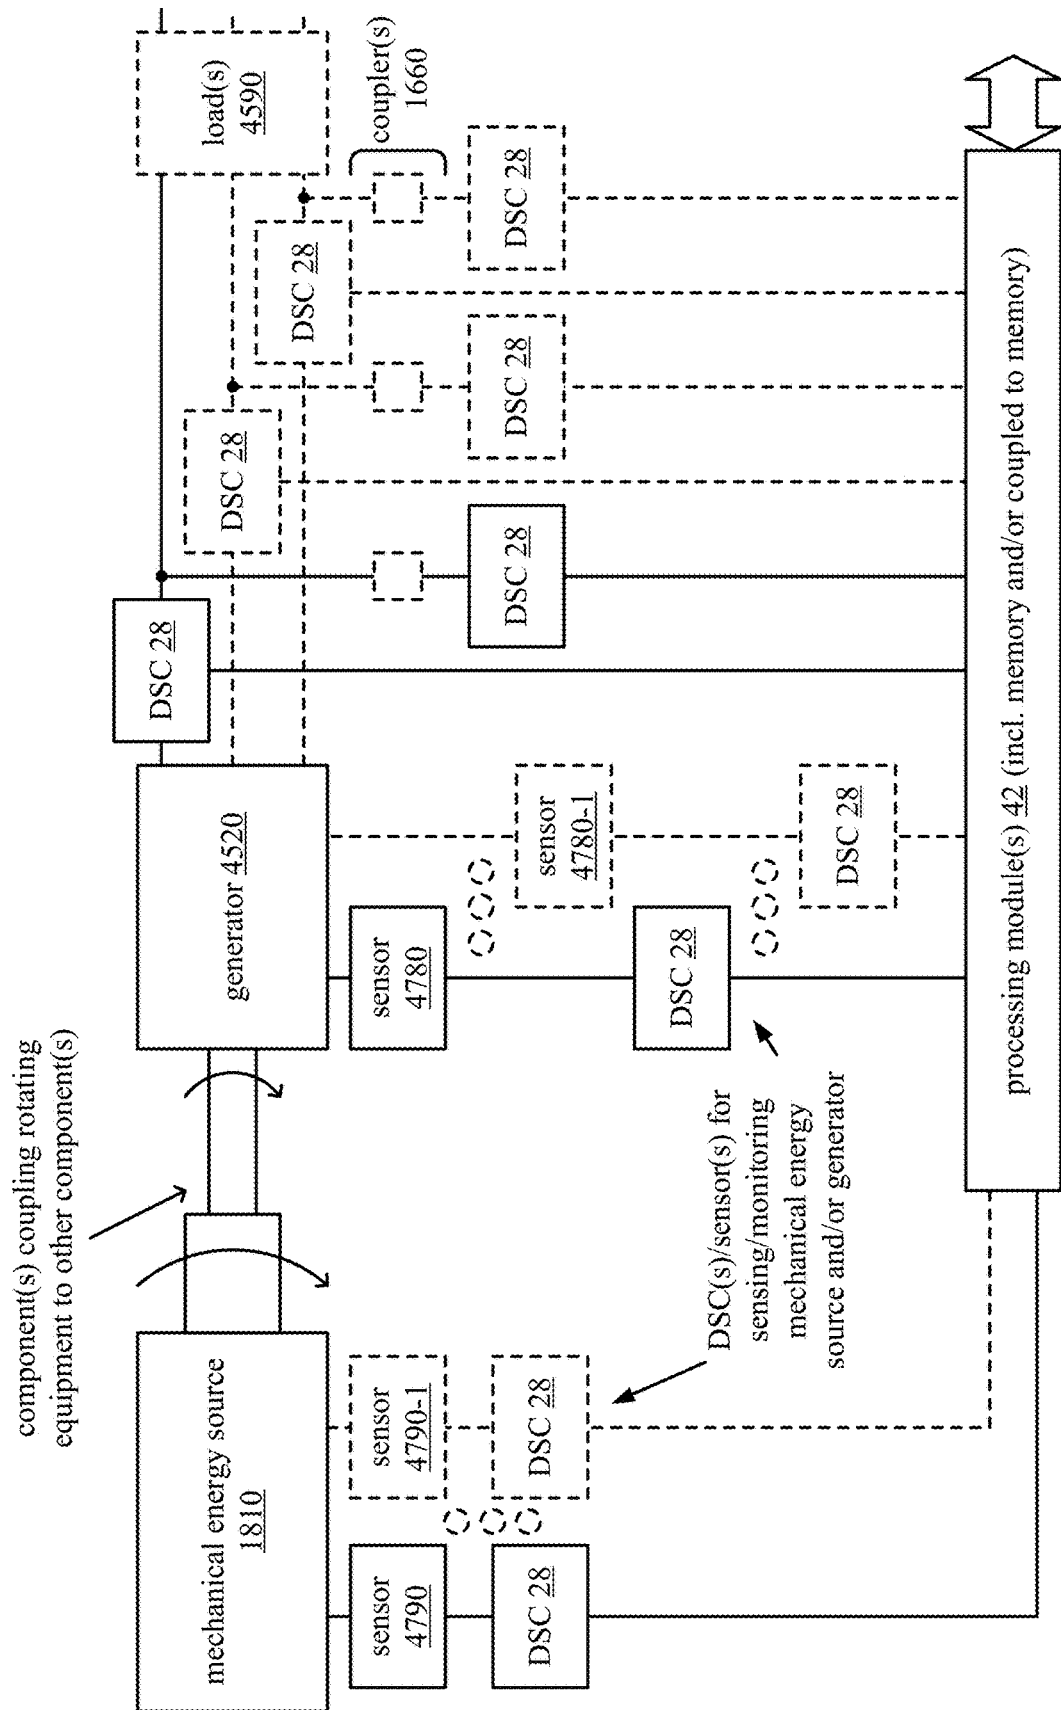 component(s) coupling rotating
equipment to other component(s)
mechanical energy source
1810
generator 4520
DSC 28
DSC 28
DSC 28
load(s)
4590
coupler(s)
1660
sensor
4790
sensor
4790-1
sensor
4780
sensor
4780-1
DSC 28
DSC 28
DSC 28
DSC 28
DSC 28
DSC 28
DSC 28
DSC(s)/sensor(s) for
sensing/monitoring
mechanical energy
source and/or generator
processing module(s) 42 (incl. memory and/or coupled to memory)